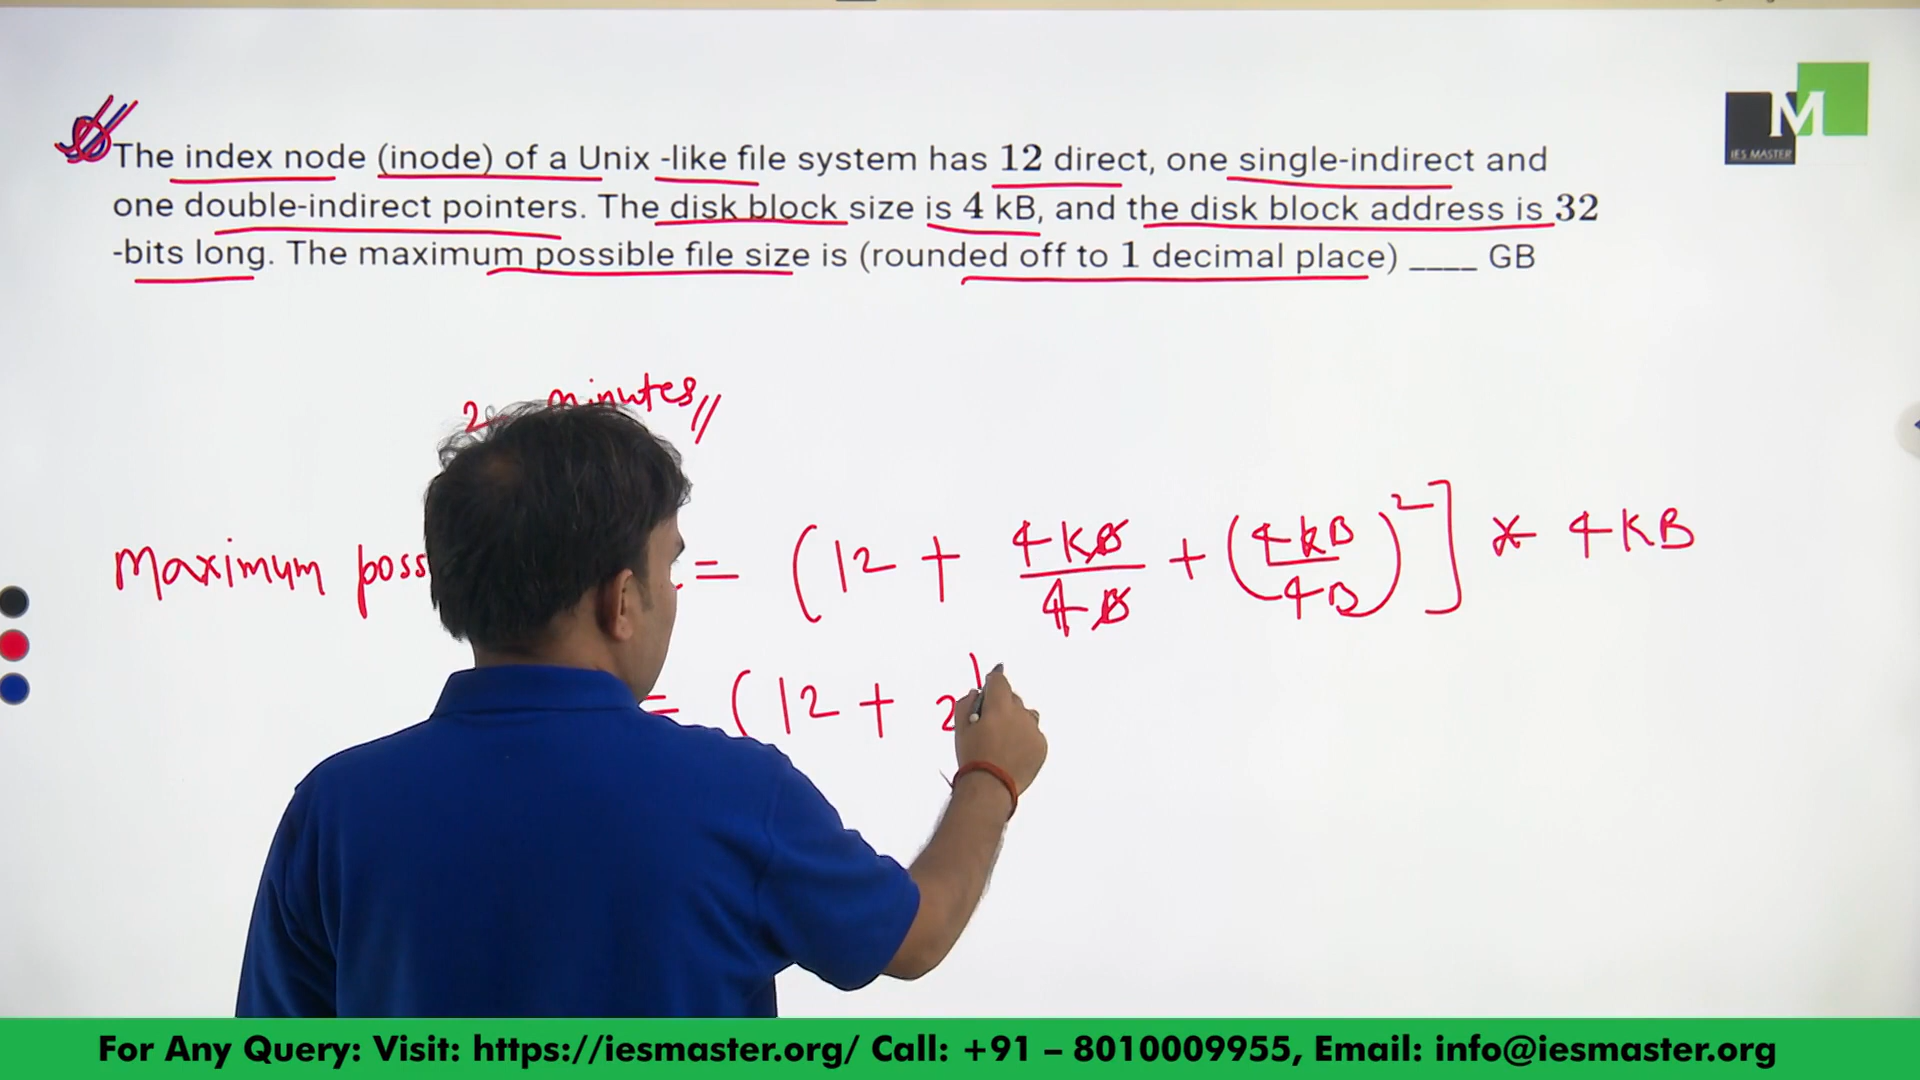 M
IES MASTER
The index node (inode) of a Unix -like file system has 12 direct, one single-indirect and
one double-indirect pointers. The disk block size is 4 kB, and the disk block address is 32
-bits long. The maximum possible file size is (rounded off to 1 decimal place) ____ GB
2 minutes //
Maximum poss = (12 + 4KB/4B + (4KB/4B)²] * 4KB
= (12 + 2
For Any Query: Visit: https://iesmaster.org/ Call: +91 – 8010009955, Email: info@iesmaster.org